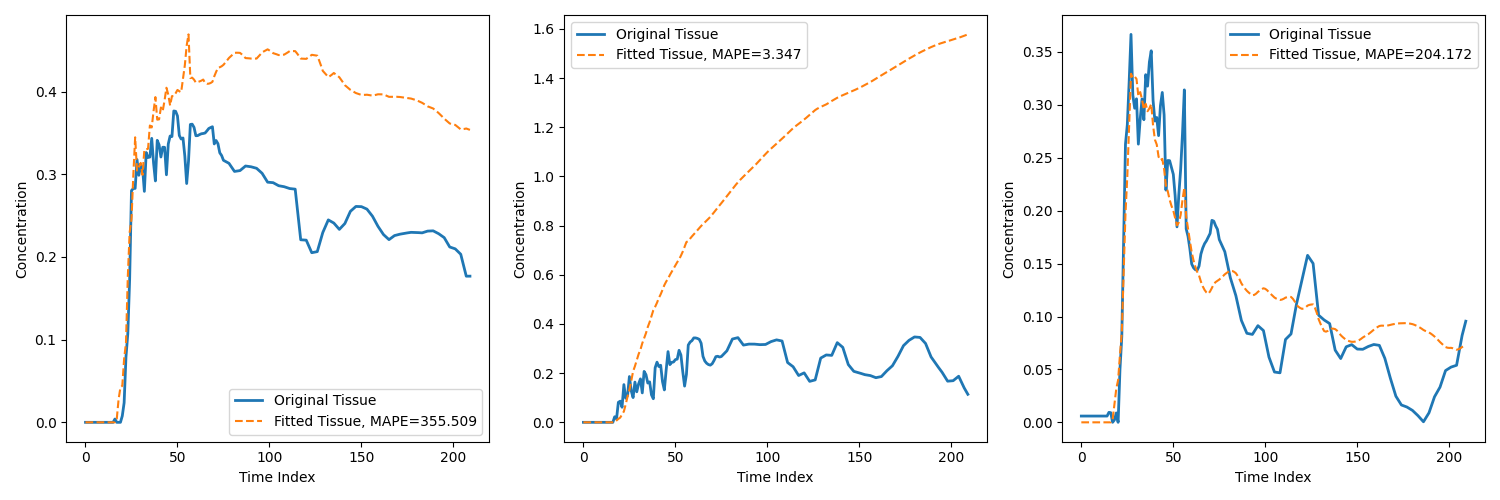 Concentration
0.4
0.3
0.2
0.1
0.0
Original Tissue
Fitted Tissue, MAPE=355.509
0 50 100 150 200
Time Index
Concentration
1.6
1.4
1.2
1.0
0.8
0.6
0.4
0.2
0.0
Original Tissue
Fitted Tissue, MAPE=3.347
0 50 100 150 200
Time Index
Concentration
0.35
0.30
0.25
0.20
0.15
0.10
0.05
0.00
Original Tissue
Fitted Tissue, MAPE=204.172
0 50 100 150 200
Time Index